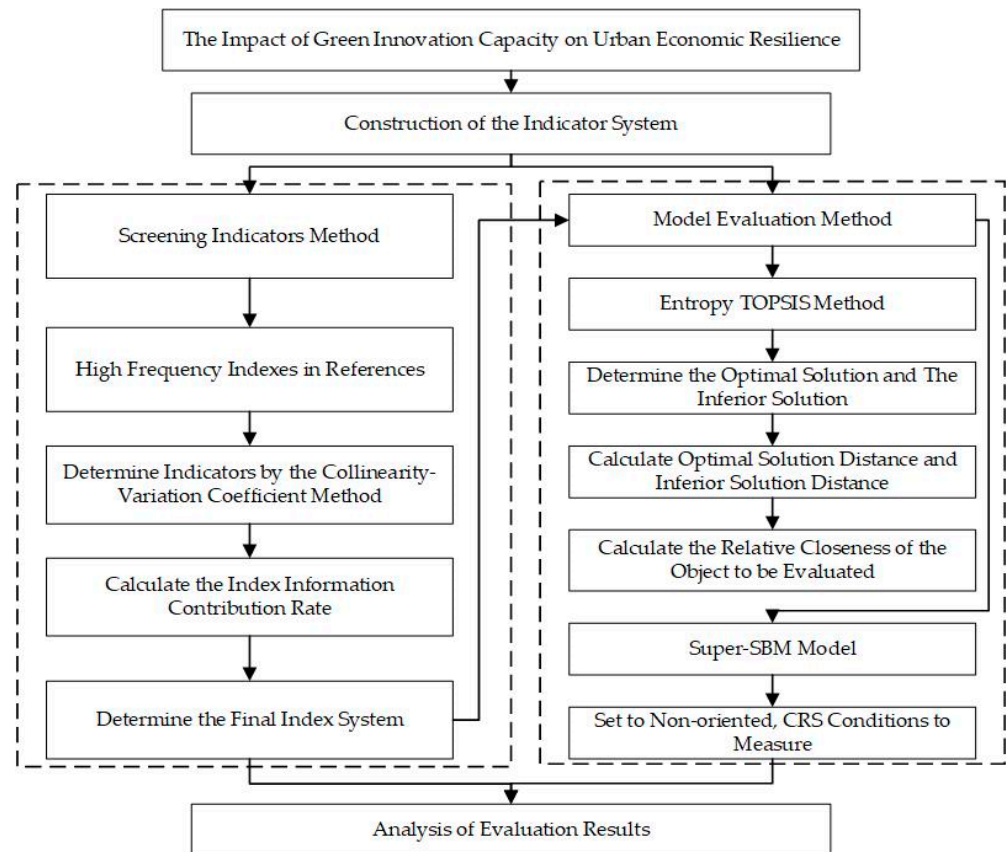 The Impact of Green Innovation Capacity on Urban Economic Resilience
Construction of the Indicator System
Screening Indicators Method
High Frequency Indexes in References
Determine Indicators by the Collinearity-
Variation Coefficient Method
Calculate the Index Information
Contribution Rate
Determine the Final Index System
Model Evaluation Method
Entropy TOPSIS Method
Determine the Optimal Solution and The
Inferior Solution
Calculate Optimal Solution Distance and
Inferior Solution Distance
Calculate the Relative Closeness of the
Object to be Evaluated
Super-SBM Model
Set to Non-oriented, CRS Conditions to
Measure
Analysis of Evaluation Results